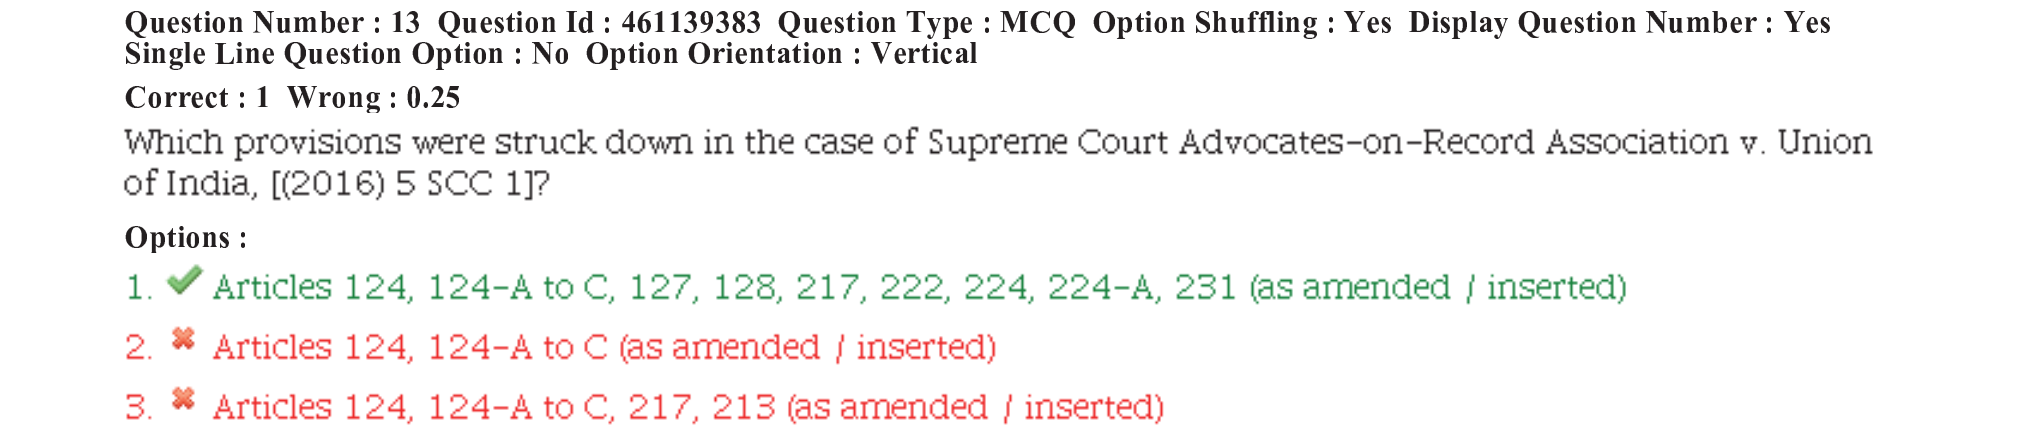 Question Number : 13 Question Id : 461139383 Question Type : MCQ Option Shuffling : Yes Display Question Number : Yes
Single Line Question Option : No Option Orientation : Vertical
Correct : 1 Wrong : 0.25
Which provisions were struck down in the case of Supreme Court Advocates-on-Record Association v. Union
of India, [(2016) 5 SCC 1]?
Options :
1. Articles 124, 124-A to C, 127, 128, 217, 222, 224, 224-A, 231 (as amended / inserted)
2. Articles 124, 124-A to C (as amended / inserted)
3. Articles 124, 124-A to C, 217, 213 (as amended / inserted)